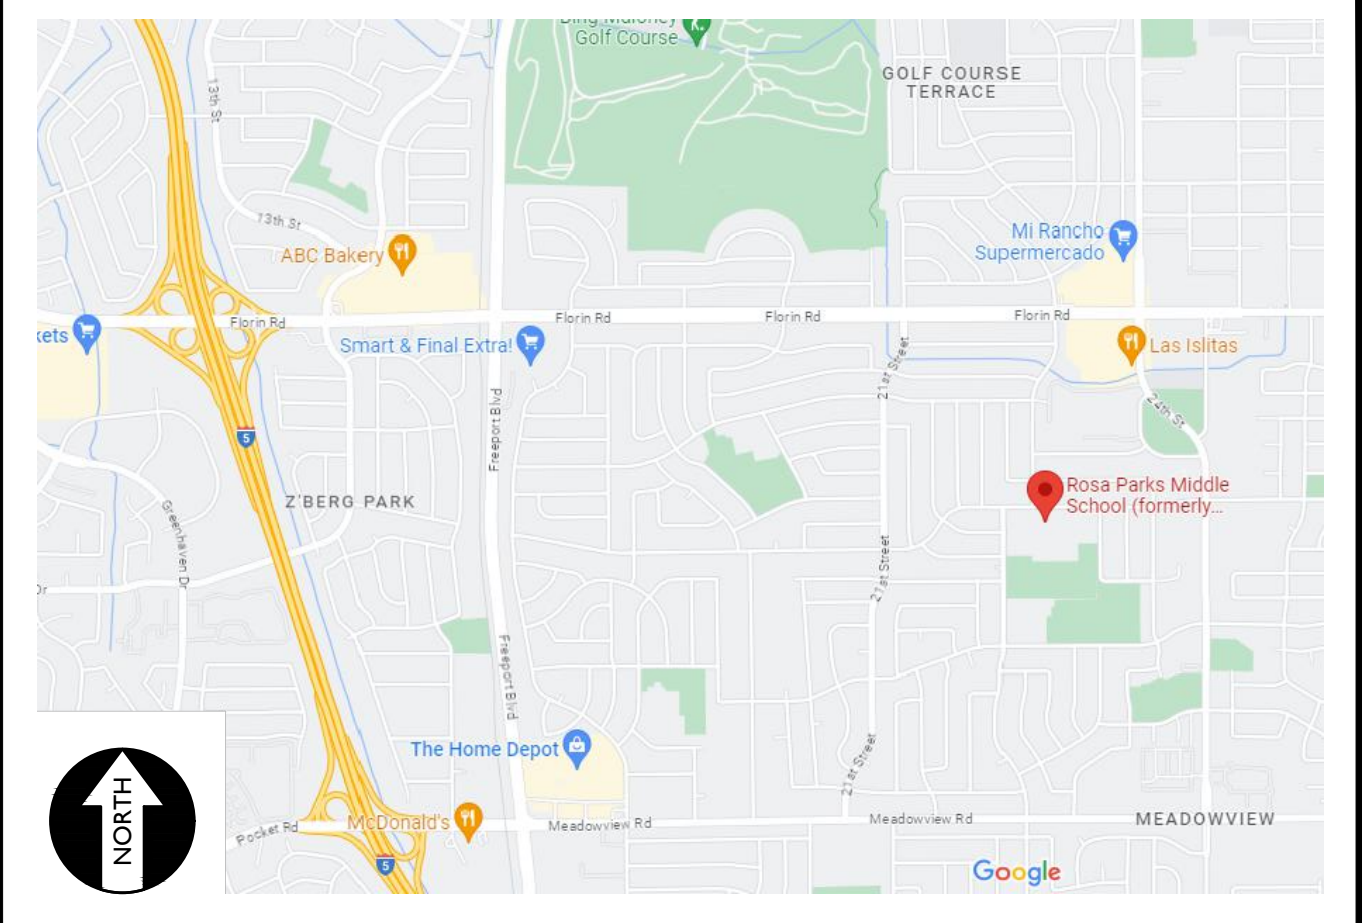 Golf Course
GOLF COURSE
TERRACE
13th St
13th St
ABC Bakery
Mi Rancho
Supermercado
Florin Rd
Florin Rd
Florin Rd
Florin Rd
kets
Smart & Final Extra!
Las Islitas
21st Street
Freeport Blvd
24th St
5
Z'BERG PARK
Rosa Parks Middle
School (formerly...
Greenhaven Dr
21st Street
Dr
Freeport Blvd
The Home Depot
21st Street
NORTH
McDonald's
Pocket Rd
Meadowview Rd
Meadowview Rd
MEADOWVIEW
5
Google